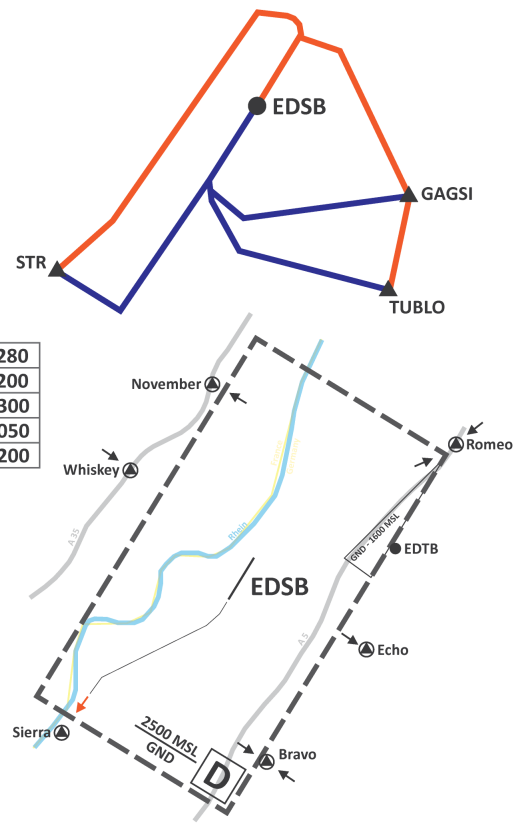 EDSB
GAGSI
STR
TUBLO
280
200
300
050
200
November
Whiskey
Romeo
A 35
Rhein
GND - 1600 MSL
EDTB
EDSB
A 5
Echo
Sierra
2500 MSL
GND
D
Bravo